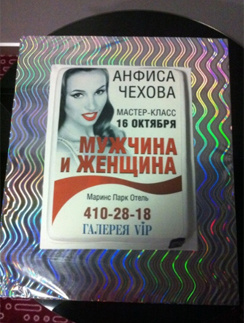 АНФИСА
ЧЕХОВА
МАСТЕР-КЛАСС
16 ОКТЯБРЯ
МУЖЧИНА
И ЖЕНЩИНА
Маринс Парк Отель
410-28-18
ГАЛЕРЕЯ VIP